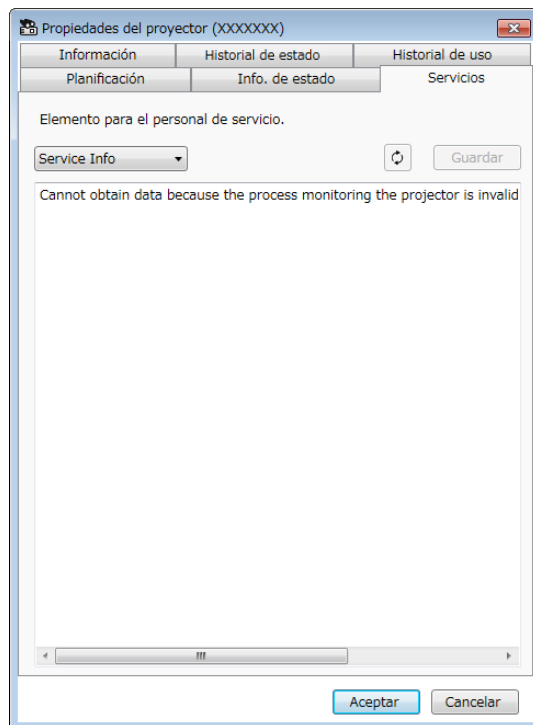 Propiedades del proyector (XXXXXXX)
Información Historial de estado Historial de uso
Planificación Info. de estado Servicios
Elemento para el personal de servicio.
Service Info Guardar
Cannot obtain data because the process monitoring the projector is invalid
Aceptar Cancelar